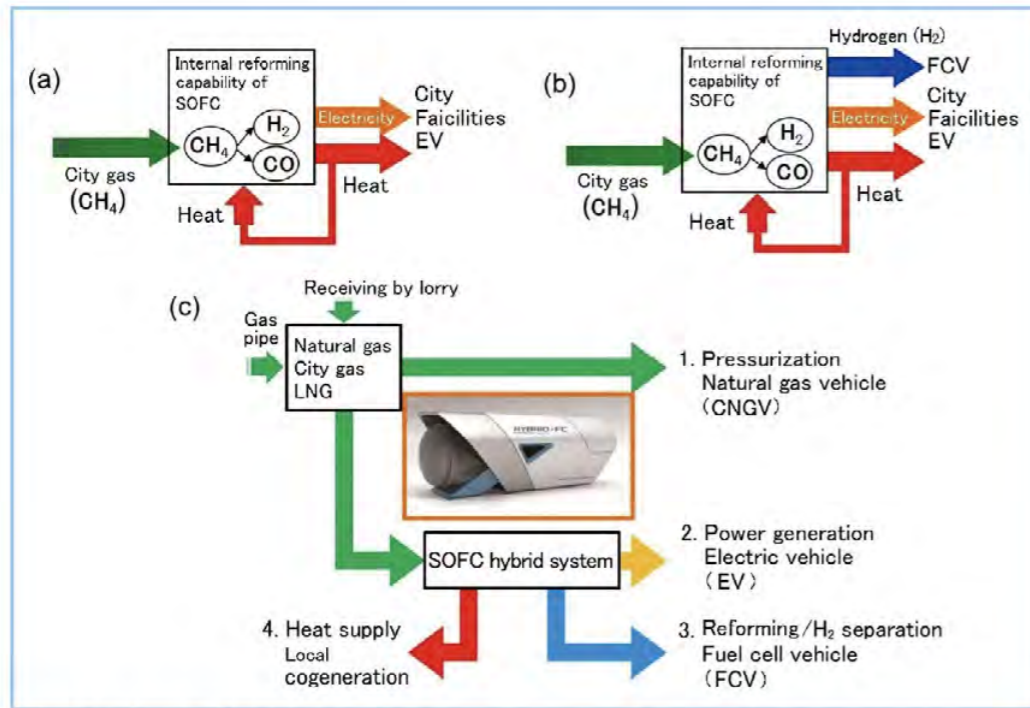 (a)
Internal reforming
capability of
SOFC
CH₄
H₂
CO
City gas
(CH₄)
Electricity
City
Faicilities
EV
Heat
Heat
(b)
Internal reforming
capability of
SOFC
CH₄
H₂
CO
City gas
(CH₄)
Hydrogen (H₂)
FCV
Electricity
City
Faicilities
EV
Heat
Heat
(c)
Receiving by lorry
Gas
pipe
Natural gas
City gas
LNG
1. Pressurization
Natural gas vehicle
(CNGV)
HYBRID-FC
SOFC hybrid system
2. Power generation
Electric vehicle
(EV)
3. Reforming/H₂ separation
Fuel cell vehicle
(FCV)
4. Heat supply
Local
cogeneration